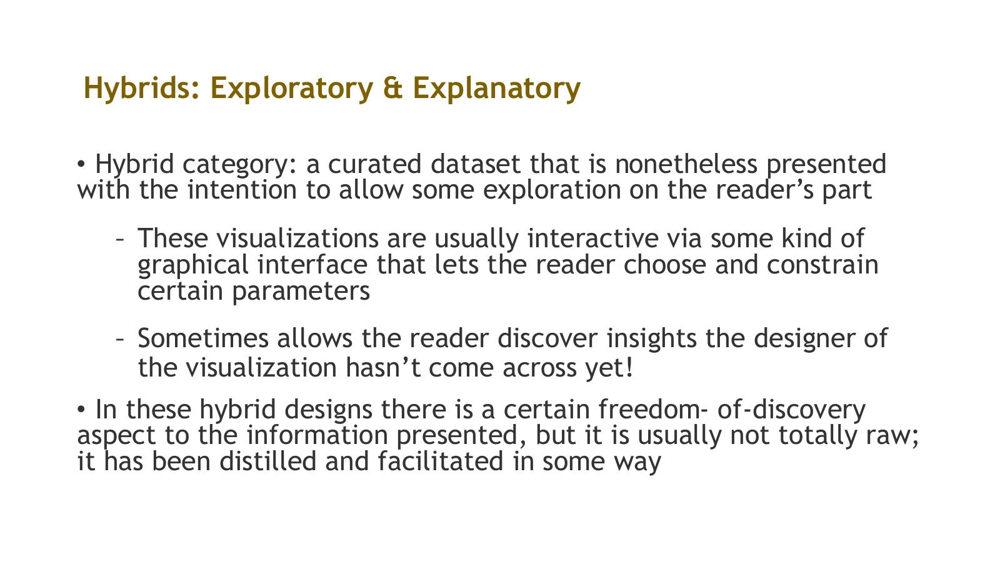 Hybrids: Exploratory & Explanatory
• Hybrid category: a curated dataset that is nonetheless presented
with the intention to allow some exploration on the reader’s part
– These visualizations are usually interactive via some kind of
graphical interface that lets the reader choose and constrain
certain parameters
– Sometimes allows the reader discover insights the designer of
the visualization hasn’t come across yet!
• In these hybrid designs there is a certain freedom- of-discovery
aspect to the information presented, but it is usually not totally raw;
it has been distilled and facilitated in some way